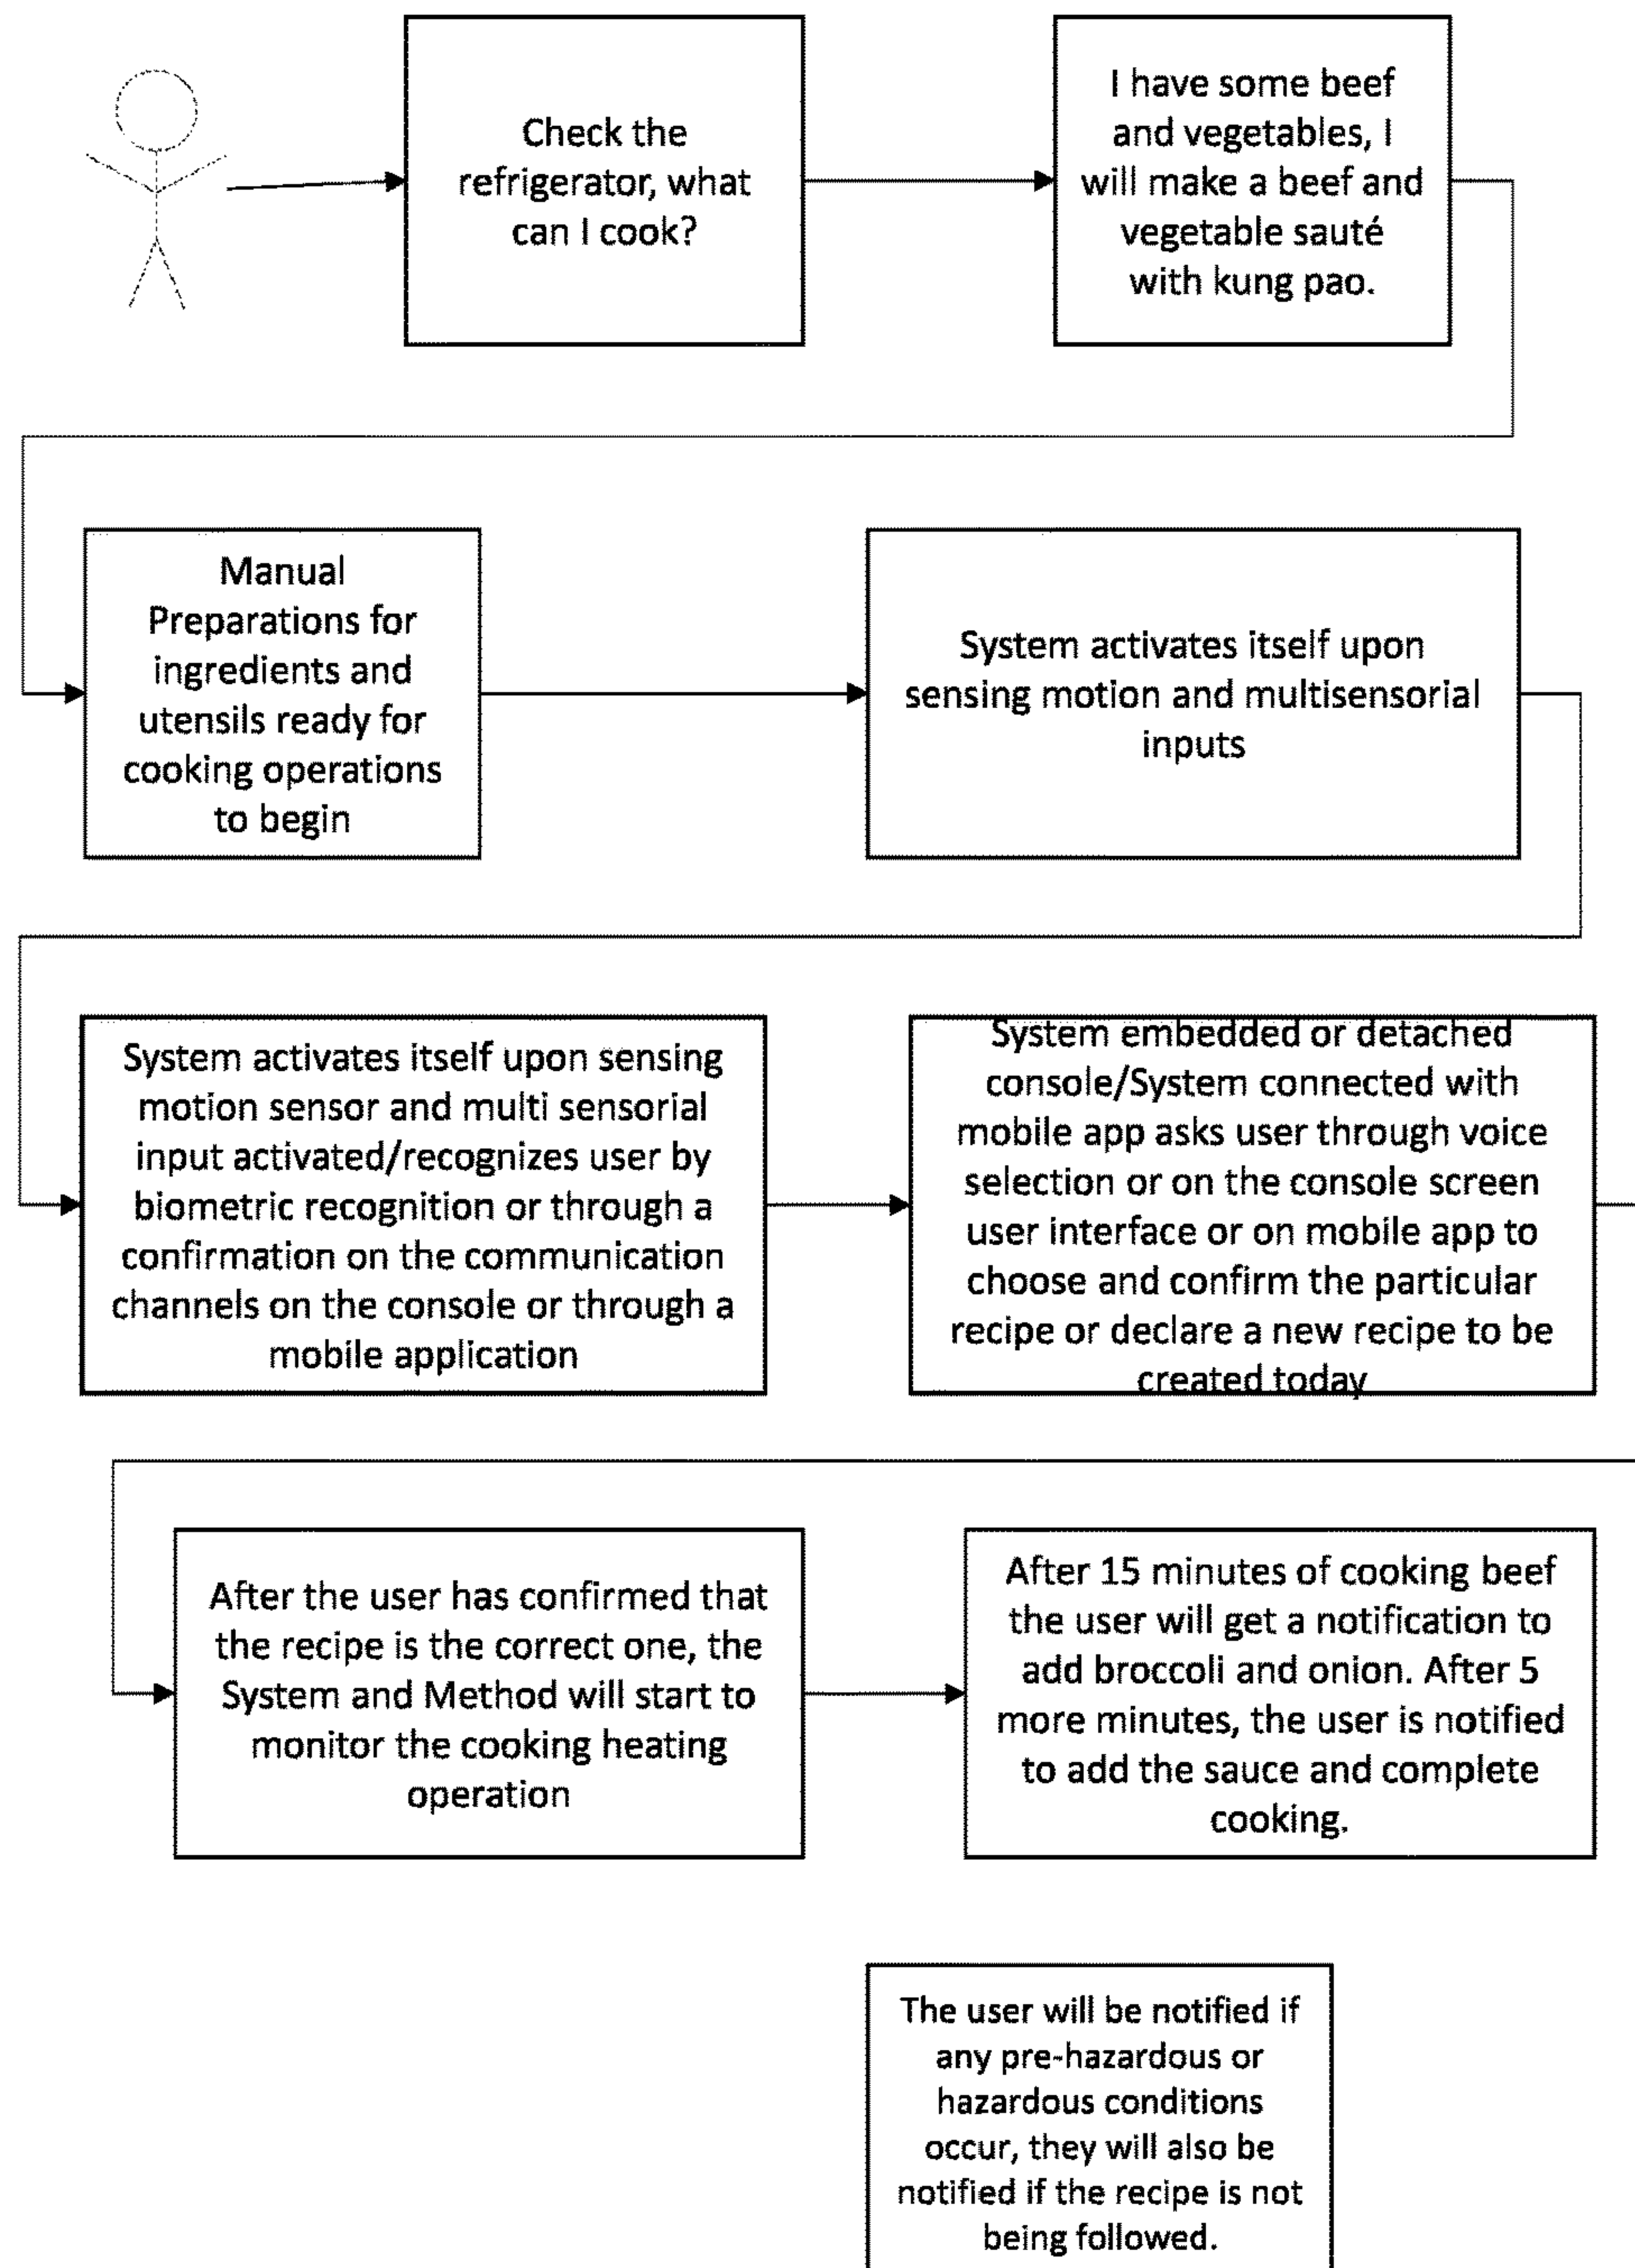 Check the
refrigerator, what
can I cook?
I have some beef
and vegetables, I
will make a beef and
vegetable sauté
with kung pao.
Manual
Preparations for
ingredients and
utensils ready for
cooking operations
to begin
System activates itself upon
sensing motion and multisensorial
inputs
System activates itself upon sensing
motion sensor and multi sensorial
input activated/recognizes user by
biometric recognition or through a
confirmation on the communication
channels on the console or through a
mobile application
System embedded or detached
console/System connected with
mobile app asks user through voice
selection or on the console screen
user interface or on mobile app to
choose and confirm the particular
recipe or declare a new recipe to be
created today
After the user has confirmed that
the recipe is the correct one, the
System and Method will start to
monitor the cooking heating
operation
After 15 minutes of cooking beef
the user will get a notification to
add broccoli and onion. After 5
more minutes, the user is notified
to add the sauce and complete
cooking.
The user will be notified if
any pre-hazardous or
hazardous conditions
occur, they will also be
notified if the recipe is not
being followed.